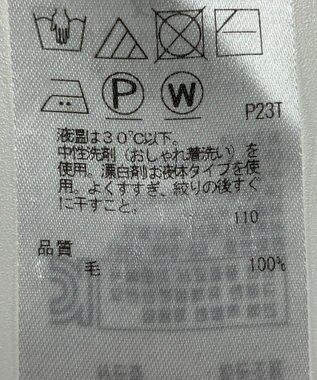 P W
P23T
液温は30℃以下。
中性洗剤（おしゃれ着洗い）を
使用。漂白剤は液体タイプを使
用。よくすすぎ、絞りの後すぐ
に干すこと。
110
品質
毛 100%